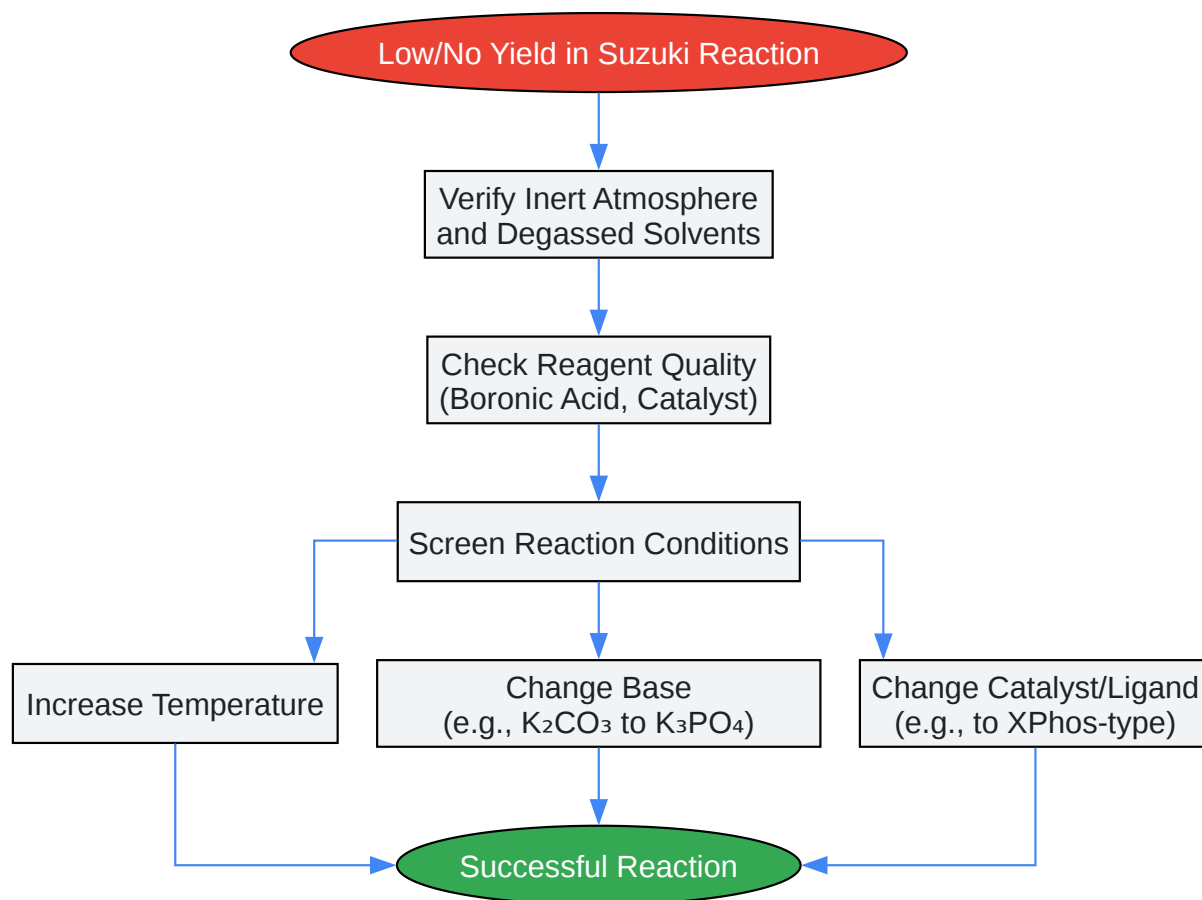 Low/No Yield in Suzuki Reaction
Verify Inert Atmosphere
and Degassed Solvents
Check Reagent Quality
(Boronic Acid, Catalyst)
Screen Reaction Conditions
Increase Temperature
Change Base
(e.g., K₂CO₃ to K₃PO₄)
Change Catalyst/Ligand
(e.g., to XPhos-type)
Successful Reaction